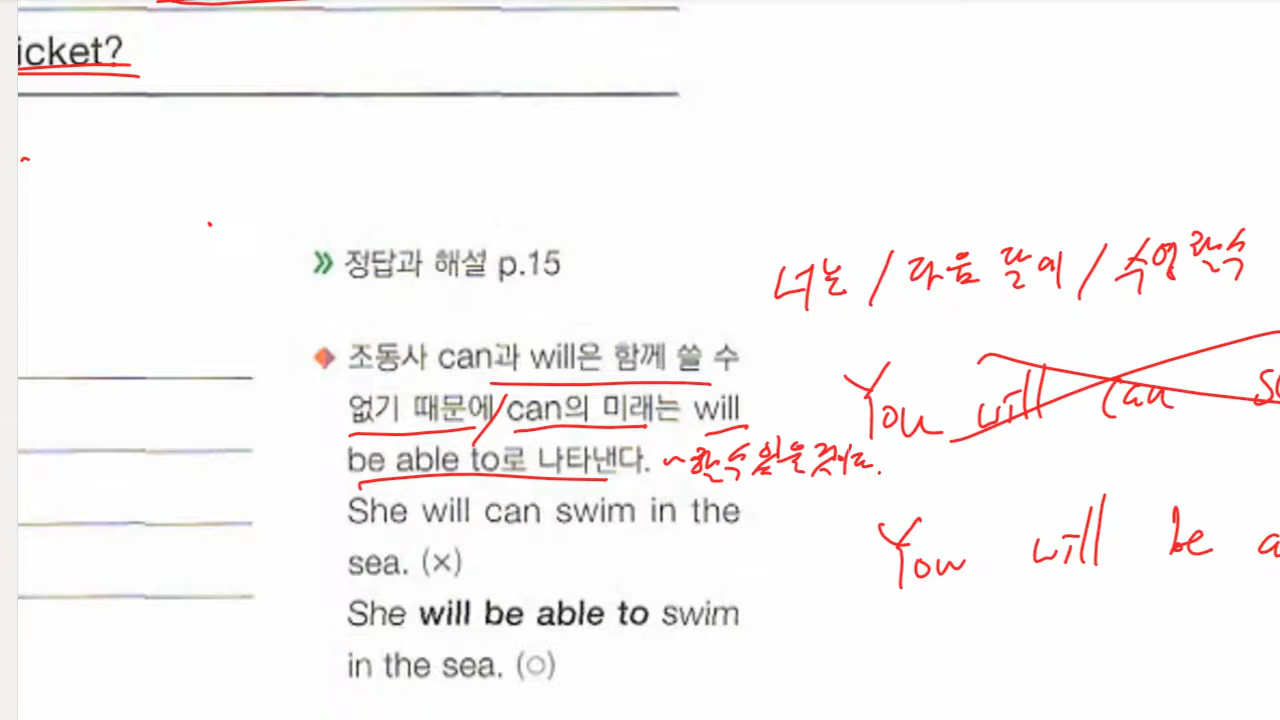 icket?
» 정답과 해설 p.15
너는 / 다음 달에 / 수영 할 수
◆ 조동사 can과 will은 함께 쓸 수
없기 때문에/can의 미래는 will
be able to로 나타낸다. ~할 수 있을 것이다.
You will can
She will can swim in the
sea. (×)
You will be a
She will be able to swim
in the sea. (○)